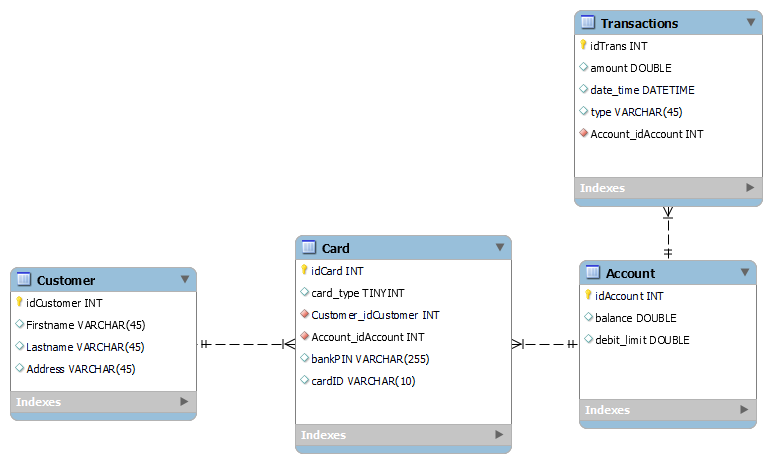 Transactions
idTrans INT
amount DOUBLE
date_time DATETIME
type VARCHAR(45)
Account_idAccount INT
Indexes
Card
idCard INT
card_type TINYINT
Customer_idCustomer INT
Account_idAccount INT
bankPIN VARCHAR(255)
cardID VARCHAR(10)
Indexes
Customer
idCustomer INT
Firstname VARCHAR(45)
Lastname VARCHAR(45)
Address VARCHAR(45)
Indexes
Account
idAccount INT
balance DOUBLE
debit_limit DOUBLE
Indexes